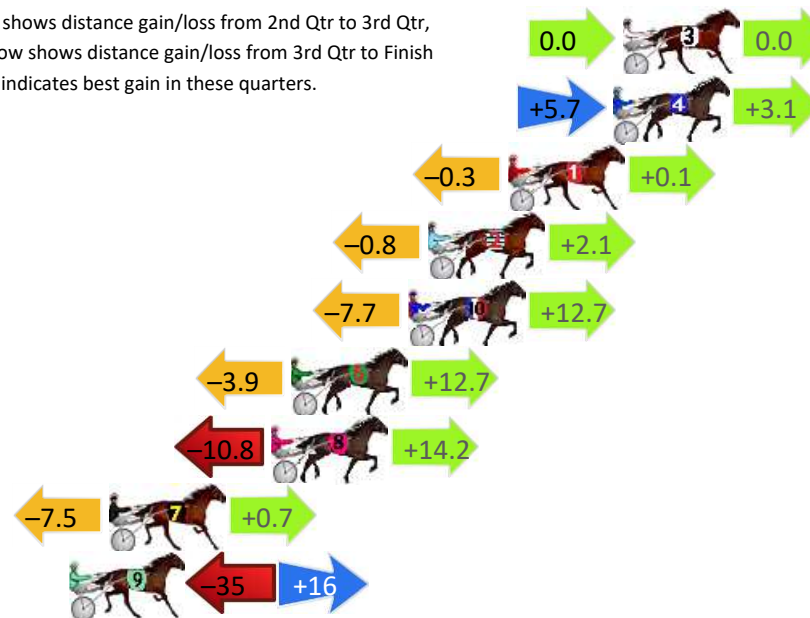 shows distance gain/loss from 2nd Qtr to 3rd Qtr,
ow shows distance gain/loss from 3rd Qtr to Finish
indicates best gain in these quarters.
0.0 3 0.0
+5.7 4 +3.1
–0.3 1 +0.1
–0.8 2 +2.1
–7.7 10 +12.7
–3.9 6 +12.7
–10.8 8 +14.2
–7.5 7 +0.7
9 –35 +16